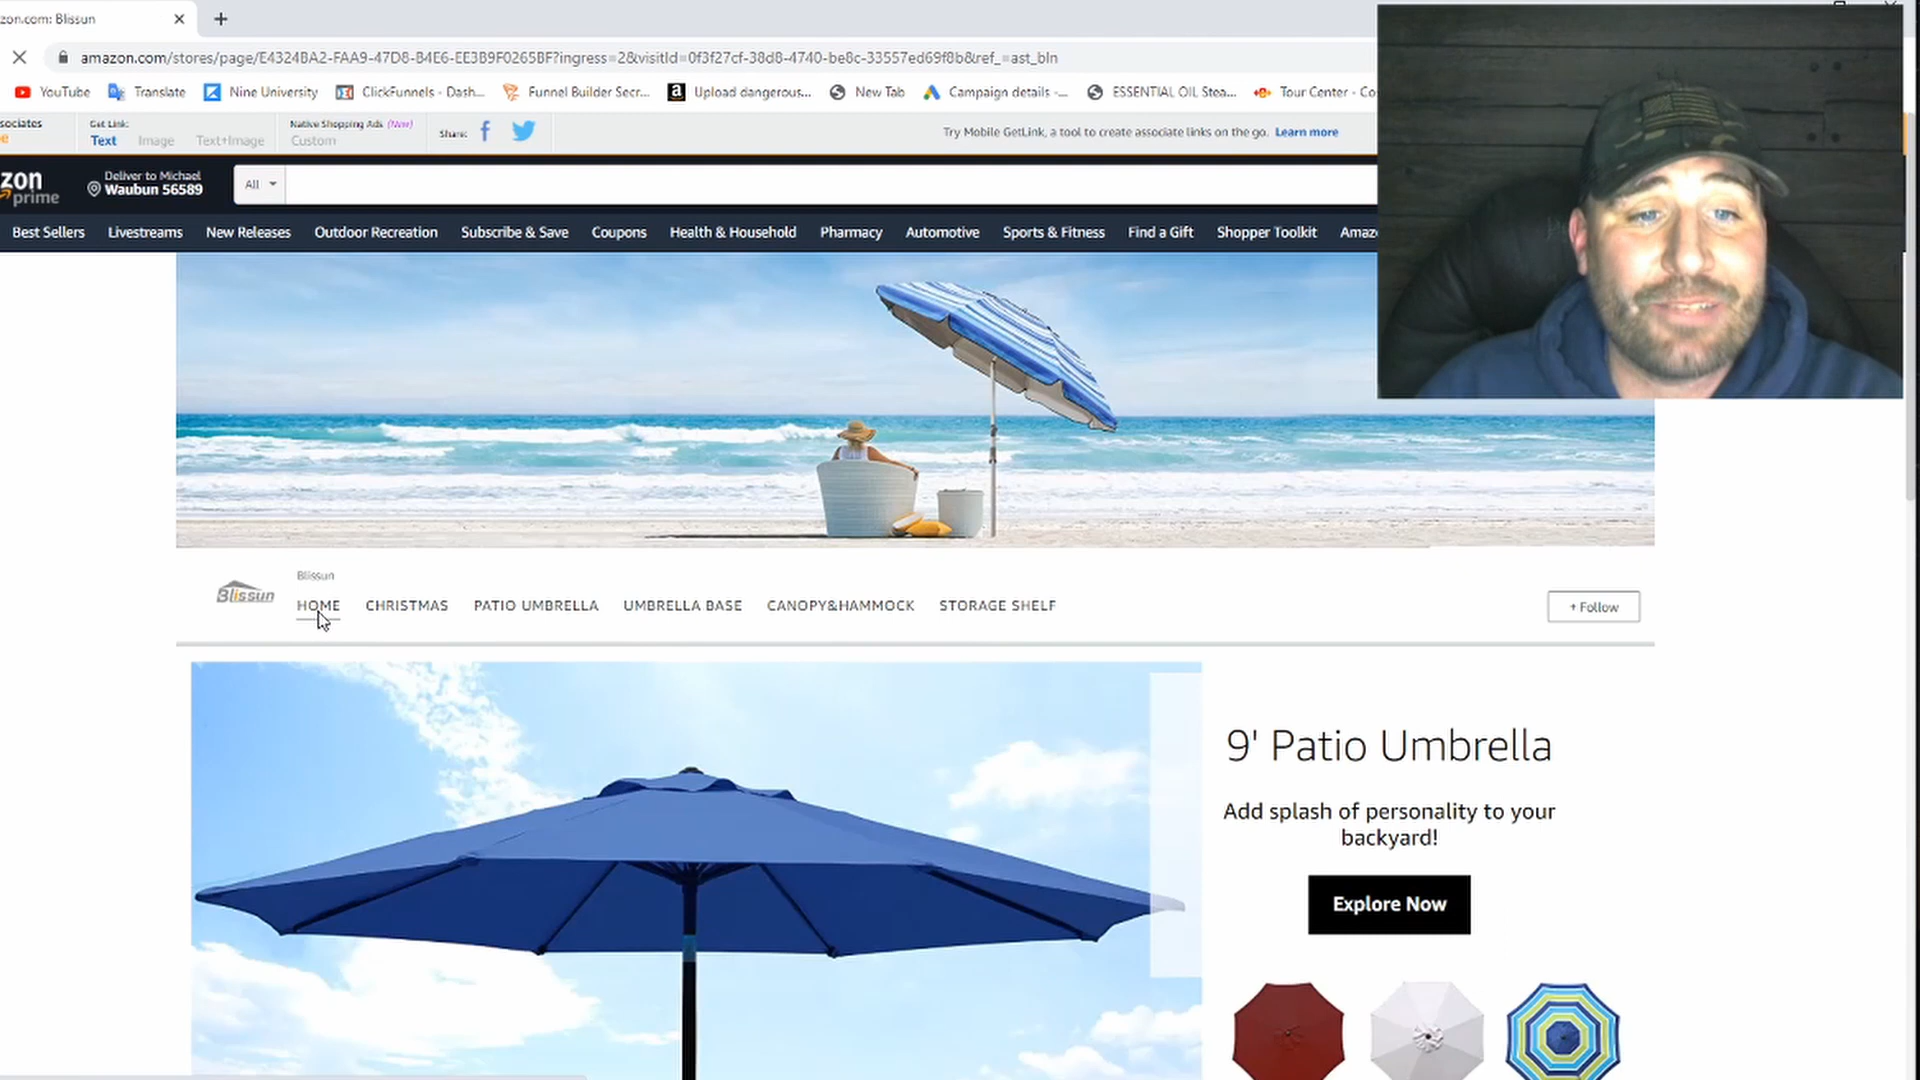 zon.com: Blissun
amazon.com/stores/page/E4324BA2-FAA9-47D8-B4E6-EE3B9F0265BF?ingress=2&visitId=0f3f27cf-38d8-4740-be8c-33557ed69f8b&ref_=ast_bln
YouTube Translate Nine University ClickFunnels - Dash... Funnel Builder Secr... Upload dangerous... New Tab Campaign details -... ESSENTIAL OIL Stea... Tour Center - Co
sociates Get Link: Native Shopping Ads (New) Share:
Text Image Text+Image Custom
Try Mobile GetLink, a tool to create associate links on the go. Learn more
zon
prime
Deliver to Michael
Waubun 56589
All
Best Sellers Livestreams New Releases Outdoor Recreation Subscribe & Save Coupons Health & Household Pharmacy Automotive Sports & Fitness Find a Gift Shopper Toolkit Amaz
Blissun
Blissun
HOME CHRISTMAS PATIO UMBRELLA UMBRELLA BASE CANOPY&HAMMOCK STORAGE SHELF
+ Follow
9' Patio Umbrella
Add splash of personality to your
backyard!
Explore Now